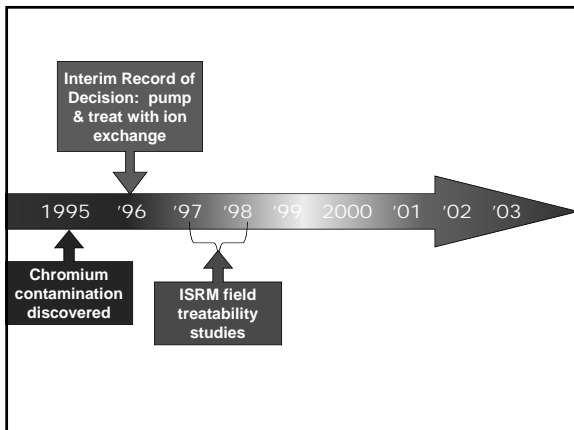 Interim Record of
Decision: pump
& treat with ion
exchange
1995 '96 '97 '98 '99 2000 '01 '02 '03
Chromium
contamination
discovered
ISRM field
treatability
studies